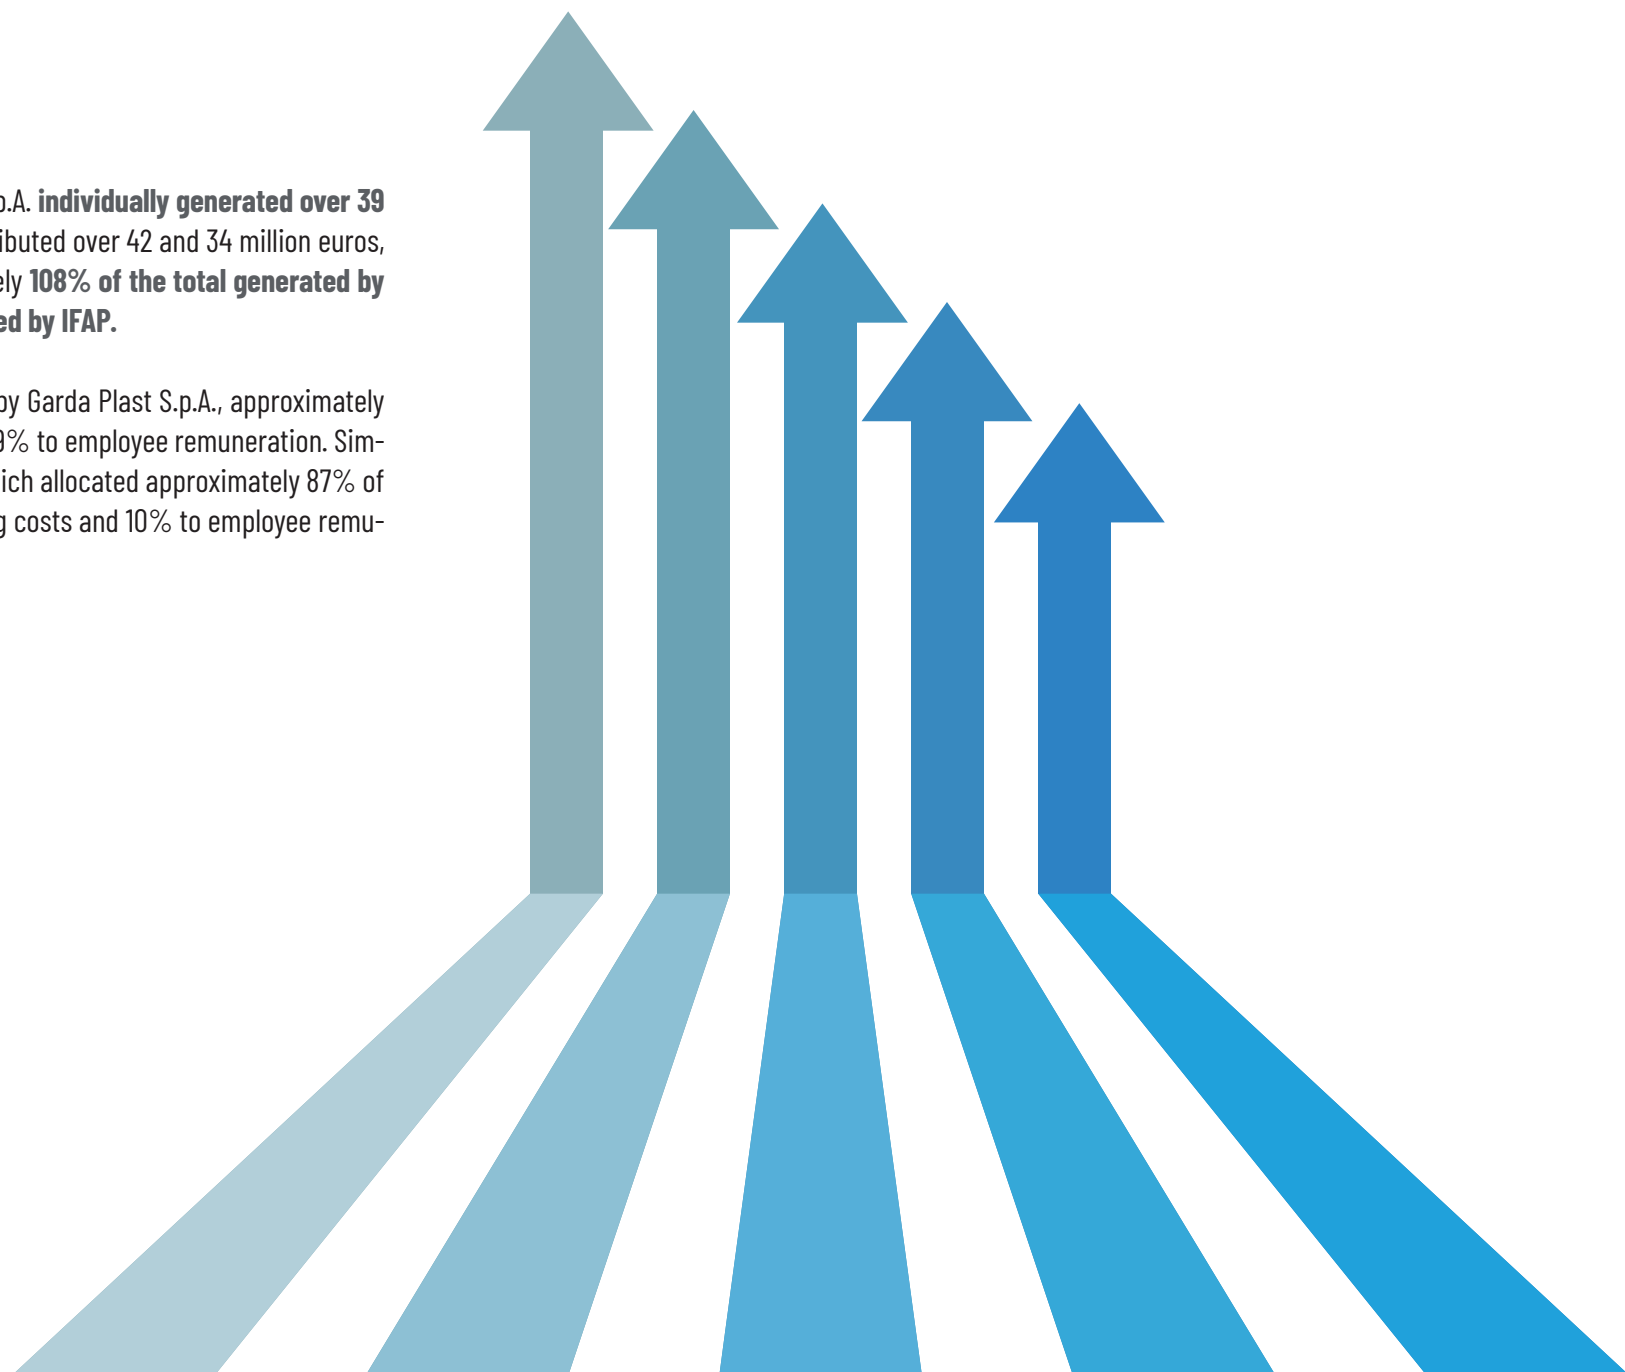 p.A. individually generated over 39
ibuted over 42 and 34 million euros,
ely 108% of the total generated by
ed by IFAP.
by Garda Plast S.p.A., approximately
9% to employee remuneration. Sim-
ich allocated approximately 87% of
g costs and 10% to employee remu-